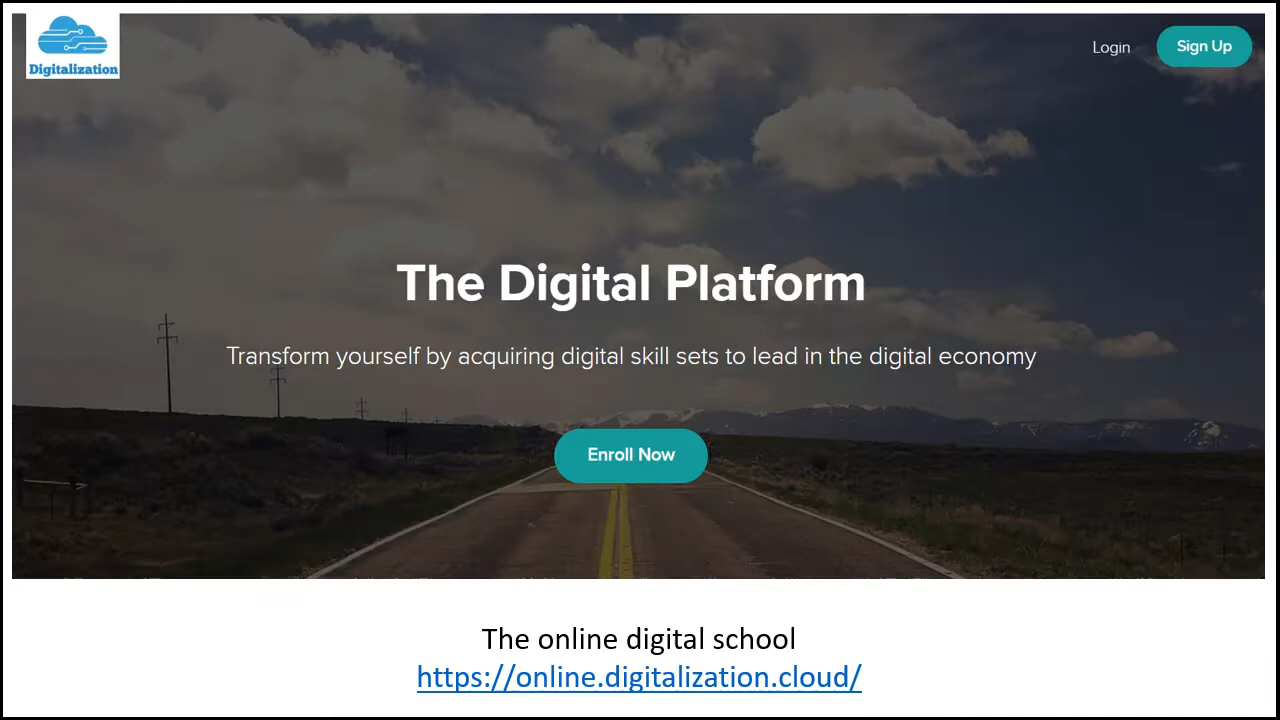 Digitalization
Login
Sign Up
The Digital Platform
Transform yourself by acquiring digital skill sets to lead in the digital economy
Enroll Now
The online digital school
https://online.digitalization.cloud/